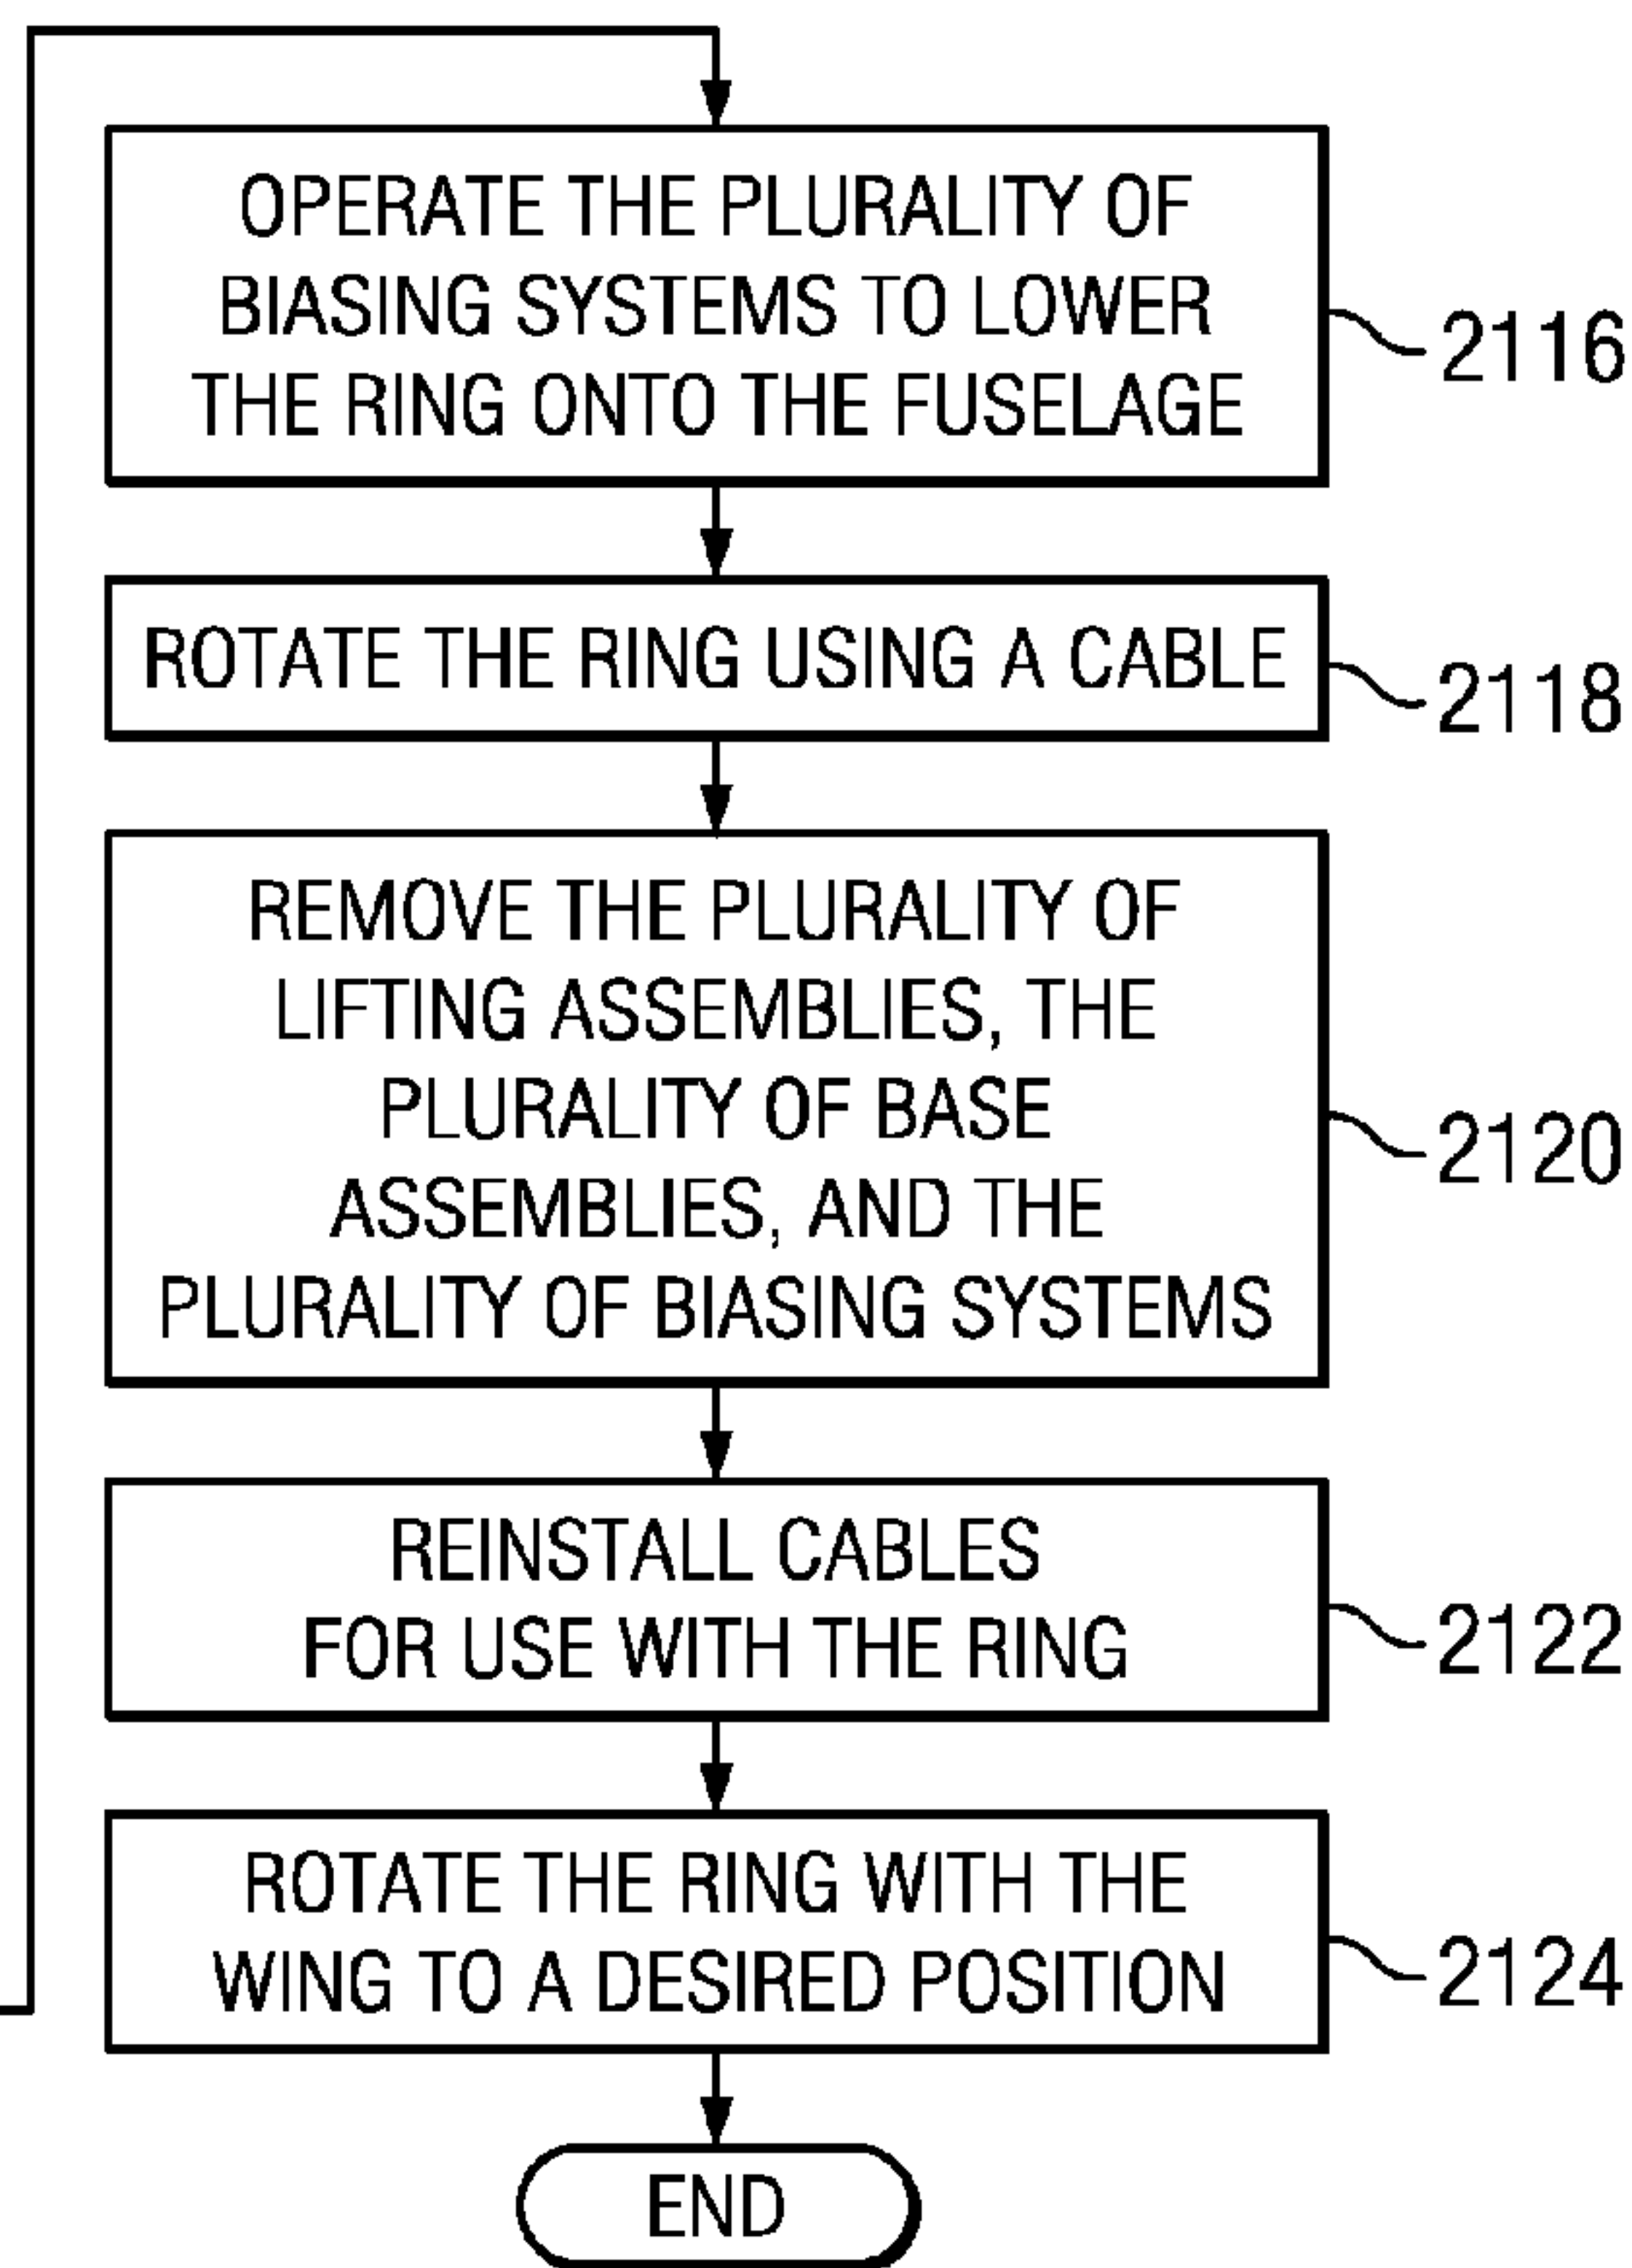 OPERATE THE PLURALITY OF
BIASING SYSTEMS TO LOWER
THE RING ONTO THE FUSELAGE
2116
ROTATE THE RING USING A CABLE
2118
REMOVE THE PLURALITY OF
LIFTING ASSEMBLIES, THE
PLURALITY OF BASE
ASSEMBLIES, AND THE
PLURALITY OF BIASING SYSTEMS
2120
REINSTALL CABLES
FOR USE WITH THE RING
2122
ROTATE THE RING WITH THE
WING TO A DESIRED POSITION
2124
END